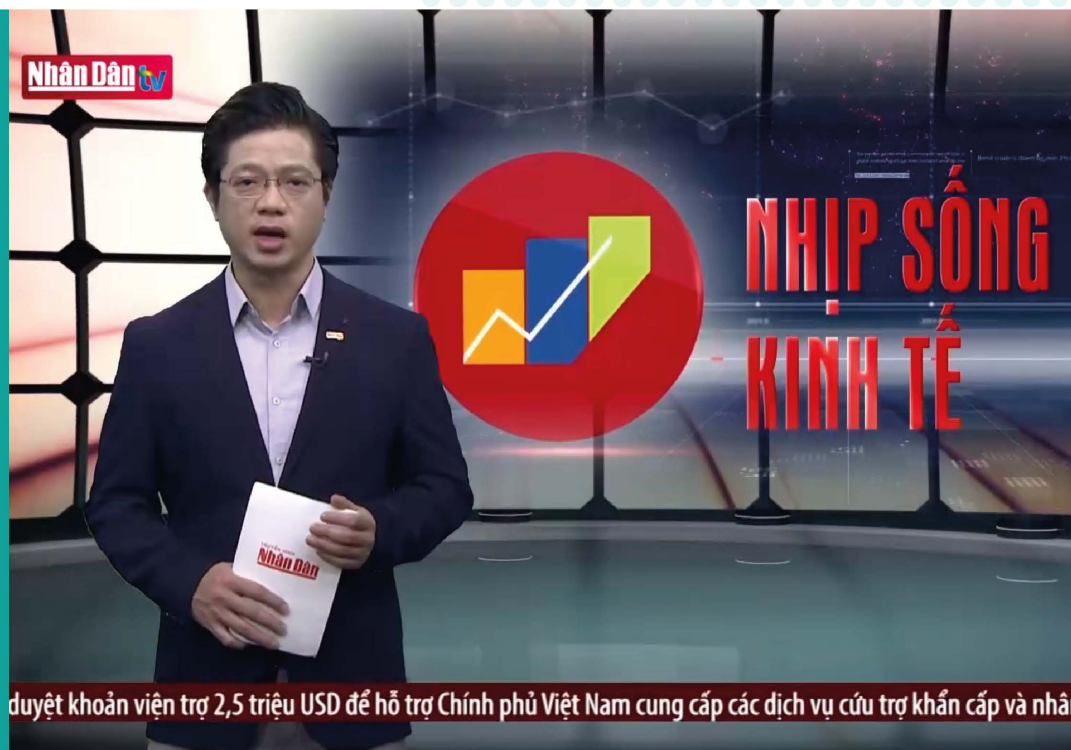 Nhân Dân tv
NHỊP SỐNG
KINH TẾ
Nhân Dân
duyệt khoản viện trợ 2,5 triệu USD để hỗ trợ Chính phủ Việt Nam cung cấp các dịch vụ cứu trợ khẩn cấp và nhân